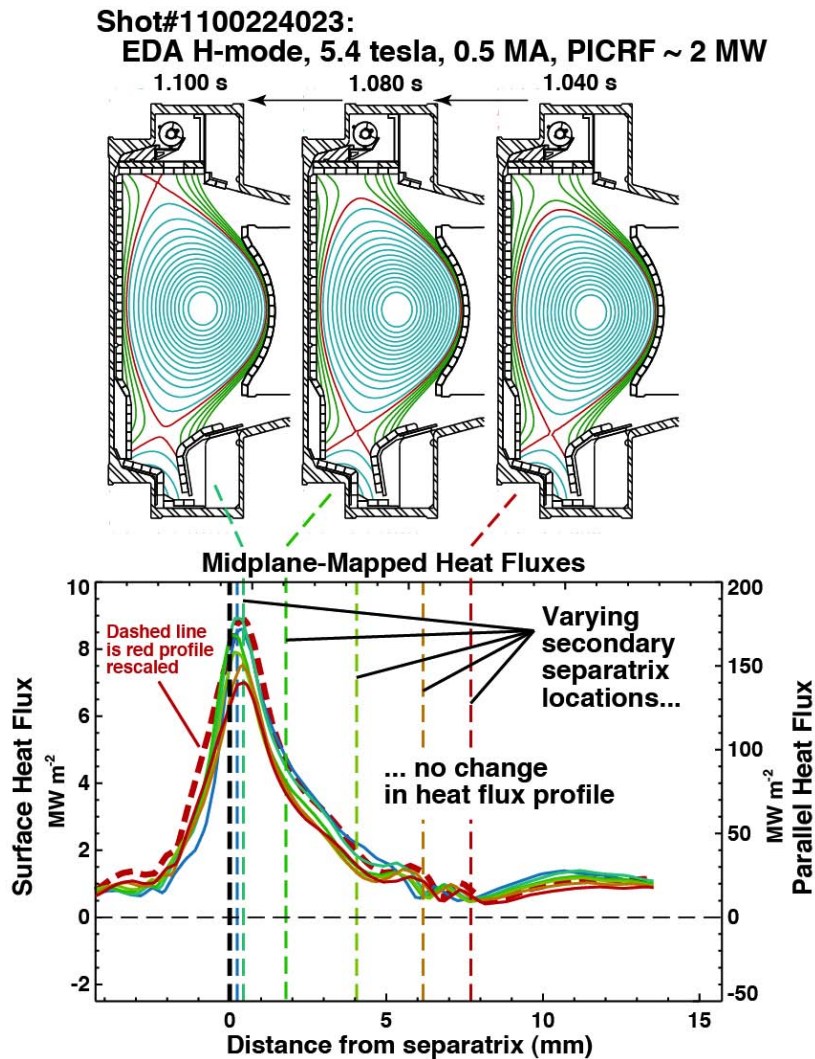 Shot#1100224023:
EDA H-mode, 5.4 tesla, 0.5 MA, PICRF ~ 2 MW
1.100 s
1.080 s
1.040 s
Midplane-Mapped Heat Fluxes
10
8
6
4
2
0
-2
Surface Heat Flux
MW m-2
Dashed line
is red profile
rescaled
Varying
secondary
separatrix
locations...
... no change
in heat flux profile
200
150
100
50
0
-50
Parallel Heat Flux
MW m-2
0
5
10
15
Distance from separatrix (mm)